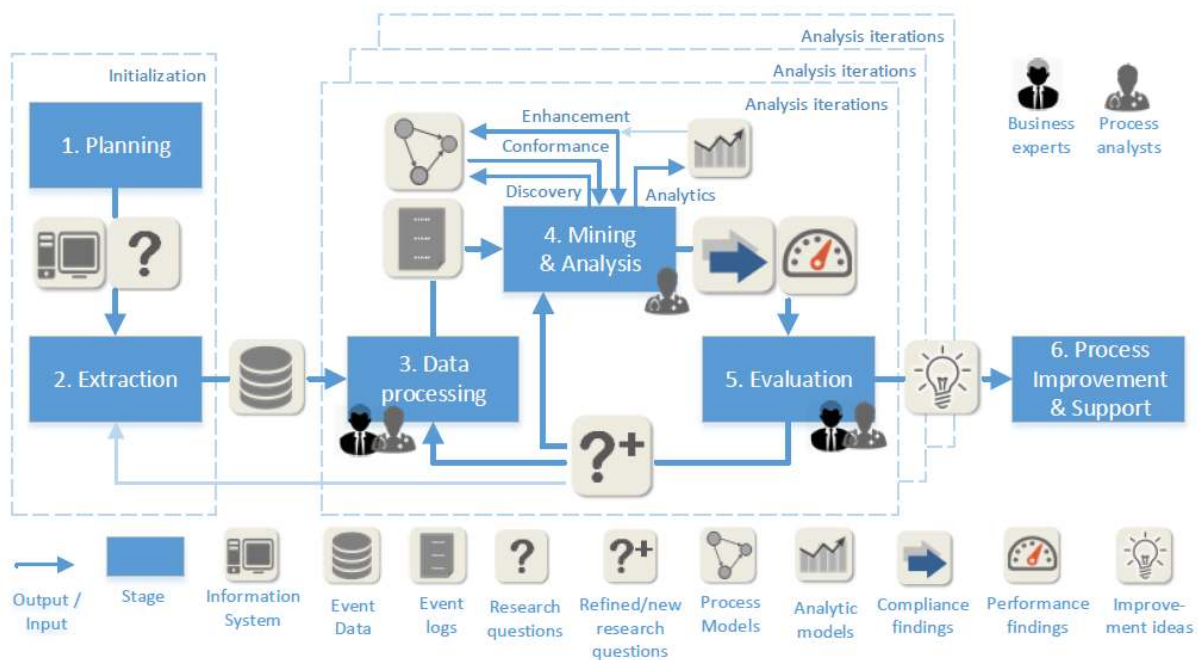 Analysis iterations
Analysis iterations
Analysis iterations
Initialization
1. Planning
2. Extraction
Enhancement
Conformance
Discovery
Analytics
4. Mining
& Analysis
3. Data
processing
5. Evaluation
6. Process
Improvement
& Support
Business
experts
Process
analysts
?
?+
Output /
Input
Stage
Information
System
Event
Data
Event
logs
?
Research
questions
?+
Refined/new
research
questions
Process
Models
Analytic
models
Compliance
findings
Performance
findings
Improve-
ment ideas